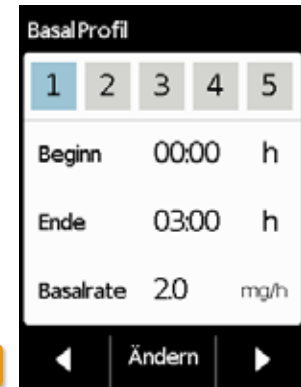 Basal Profil
1 2 3 4 5
Beginn 00:00 h
Ende 03:00 h
Basalrate 2.0 mg/h
Ändern